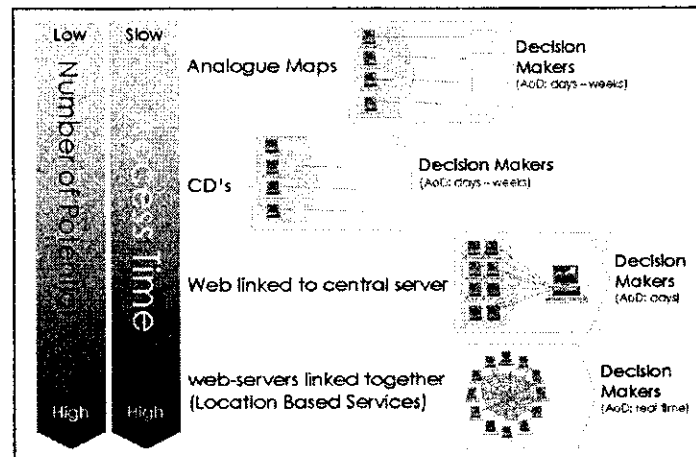 Low
Number of Potenti
High
Slow
cess Time
High
Analogue Maps
Decision
Makers
(AoD: days – weeks)
CD's
Decision Makers
(AoD: days – weeks)
Web linked to central server
Decision
Makers
(AoD: days)
web-servers linked together
(Location Based Services)
Decision
Makers
(AoD: real time)